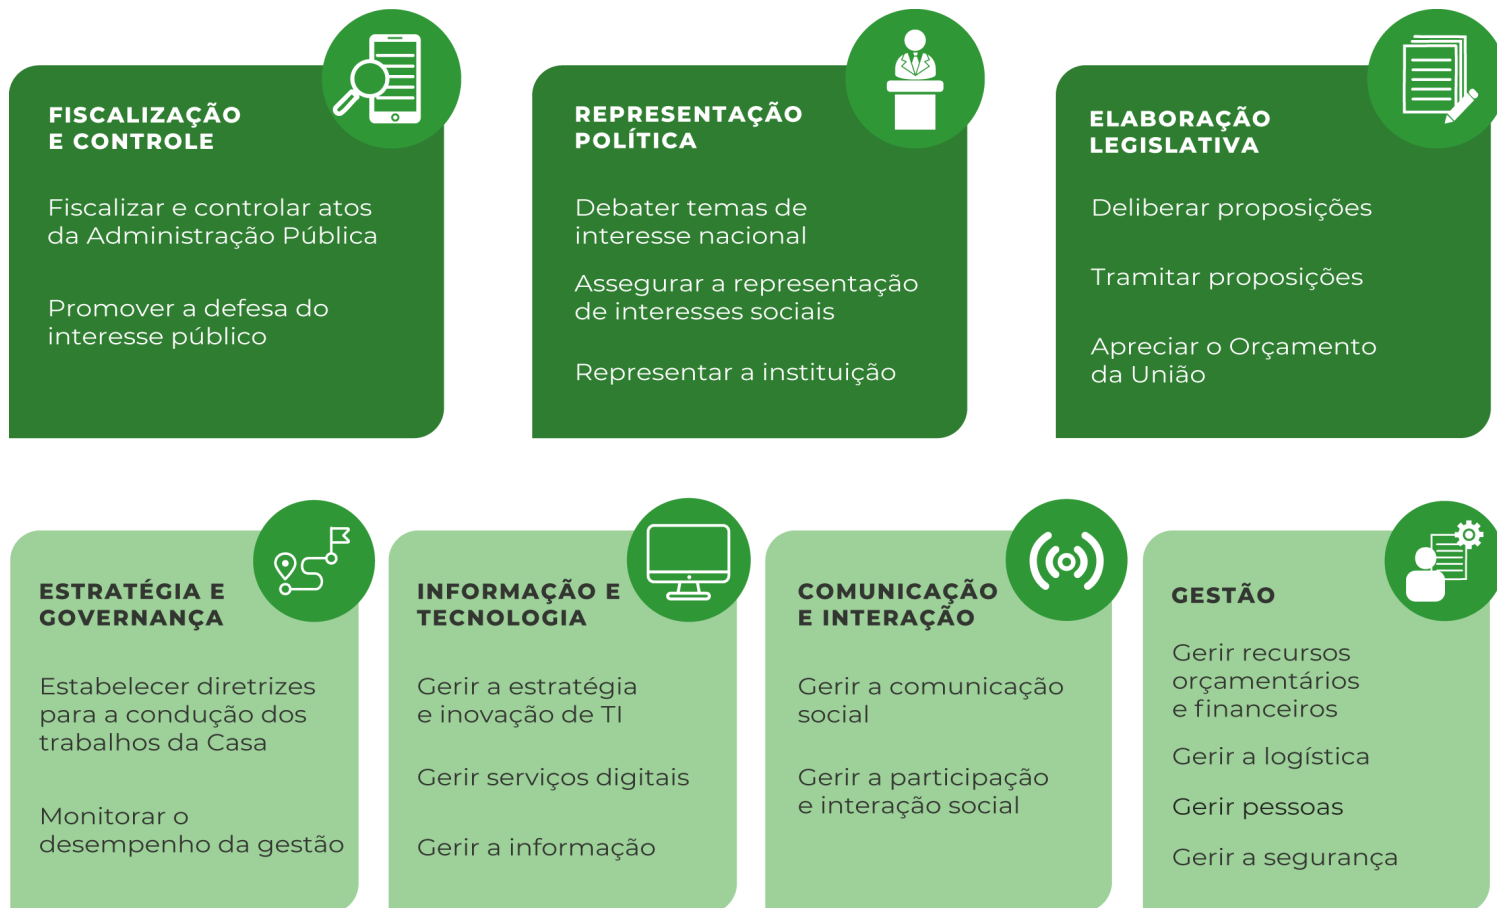 FISCALIZAÇÃO
E CONTROLE
Fiscalizar e controlar atos
da Administração Pública
Promover a defesa do
interesse público
REPRESENTAÇÃO
POLÍTICA
Debater temas de
interesse nacional
Assegurar a representação
de interesses sociais
Representar a instituição
ELABORAÇÃO
LEGISLATIVA
Deliberar proposições
Tramitar proposições
Apreciar o Orçamento
da União
ESTRATÉGIA E
GOVERNANÇA
Estabelecer diretrizes
para a condução dos
trabalhos da Casa
Monitorar o
desempenho da gestão
INFORMAÇÃO E
TECNOLOGIA
Gerir a estratégia
e inovação de TI
Gerir serviços digitais
Gerir a informação
COMUNICAÇÃO
E INTERAÇÃO
Gerir a comunicação
social
Gerir a participação
e interação social
GESTÃO
Gerir recursos
orçamentários
e financeiros
Gerir a logística
Gerir pessoas
Gerir a segurança